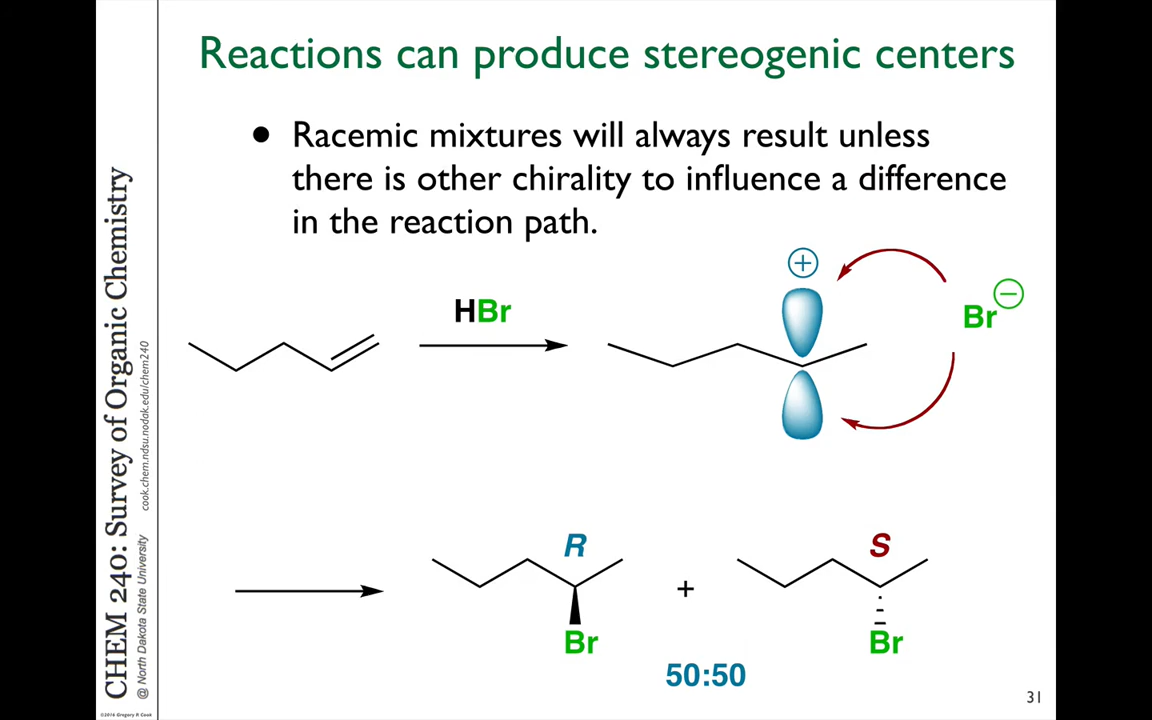 Reactions can produce stereogenic centers
● Racemic mixtures will always result unless
there is other chirality to influence a difference
in the reaction path.
HBr
+
Br −
R
S
+
Br
Br
50:50
31
CHEM 240: Survey of Organic Chemistry
@ North Dakota State University
cook.chem.ndsu.nodak.edu/chem240
©2016 Gregory R Cook